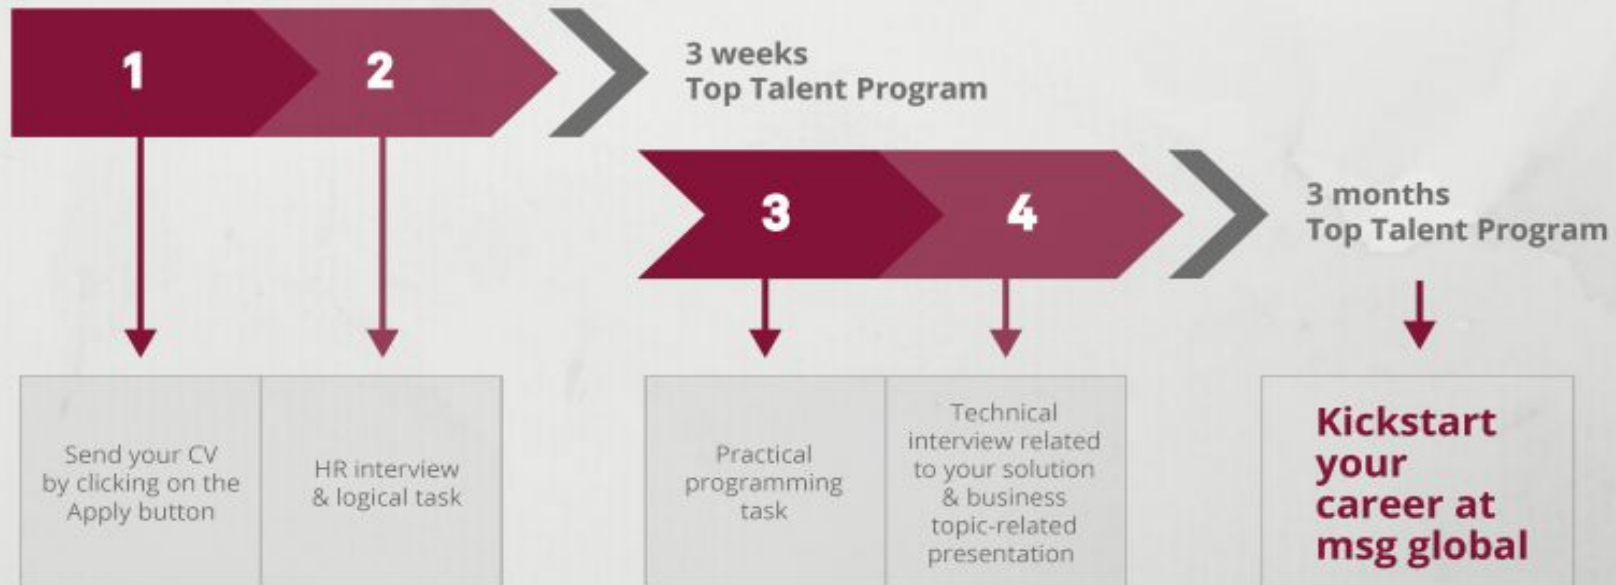 1
2
3 weeks
Top Talent Program
3
4
3 months
Top Talent Program
Send your CV
by clicking on the
Apply button
HR interview
& logical task
Practical
programming
task
Technical
interview related
to your solution
& business
topic-related
presentation
Kickstart
your
career at
msg global